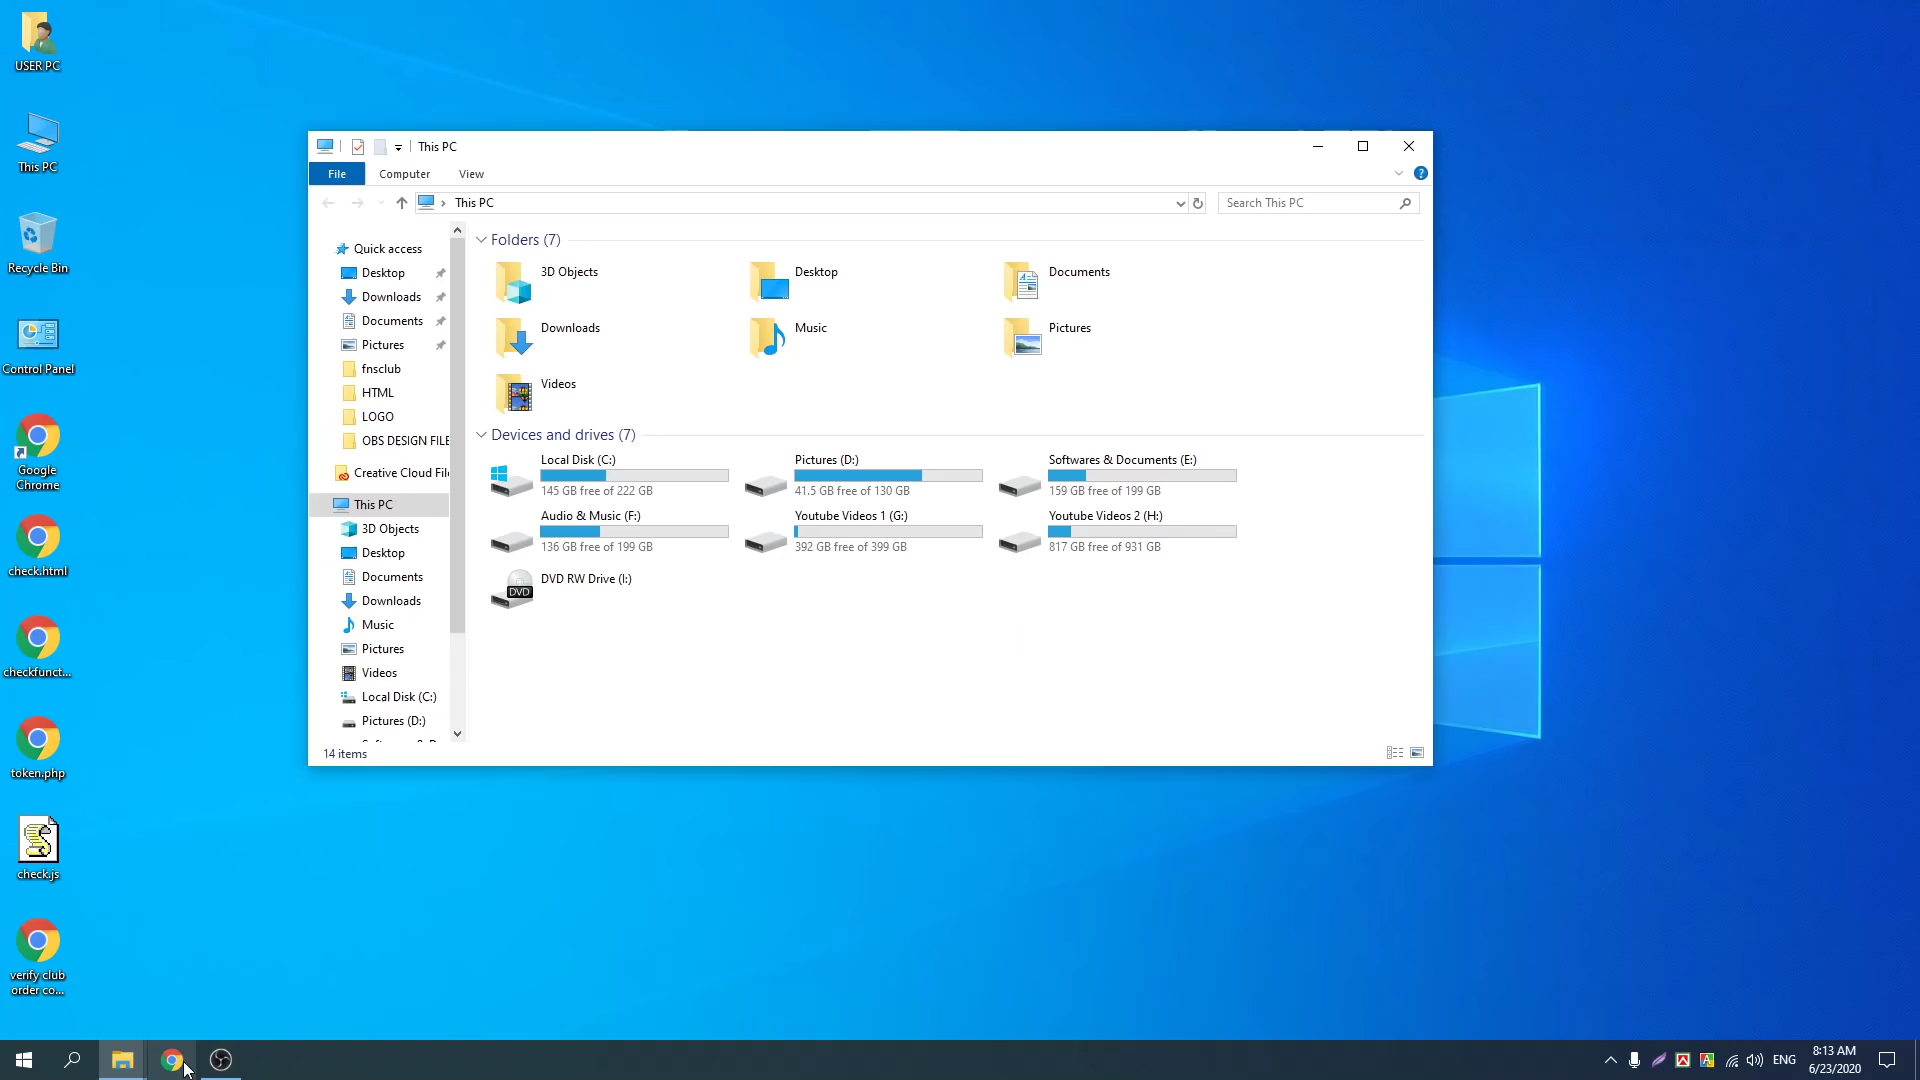 USER PC
This PC
Recycle Bin
Control Panel
Google
Chrome
check.html
checkfunct...
token.php
check.js
verify club
order co...
This PC
File
Computer
View
This PC
Search This PC
Quick access
Desktop
Downloads
Documents
Pictures
fnsclub
HTML
LOGO
OBS DESIGN FILE
Creative Cloud Fil
This PC
3D Objects
Desktop
Documents
Downloads
Music
Pictures
Videos
Local Disk (C:)
Pictures (D:)
Folders (7)
3D Objects
Desktop
Documents
Downloads
Music
Pictures
Videos
Devices and drives (7)
Local Disk (C:)
145 GB free of 222 GB
Pictures (D:)
41.5 GB free of 130 GB
Softwares & Documents (E:)
159 GB free of 199 GB
Audio & Music (F:)
136 GB free of 199 GB
Youtube Videos 1 (G:)
392 GB free of 399 GB
Youtube Videos 2 (H:)
817 GB free of 931 GB
DVD
DVD RW Drive (I:)
14 items
ENG
8:13 AM
6/23/2020